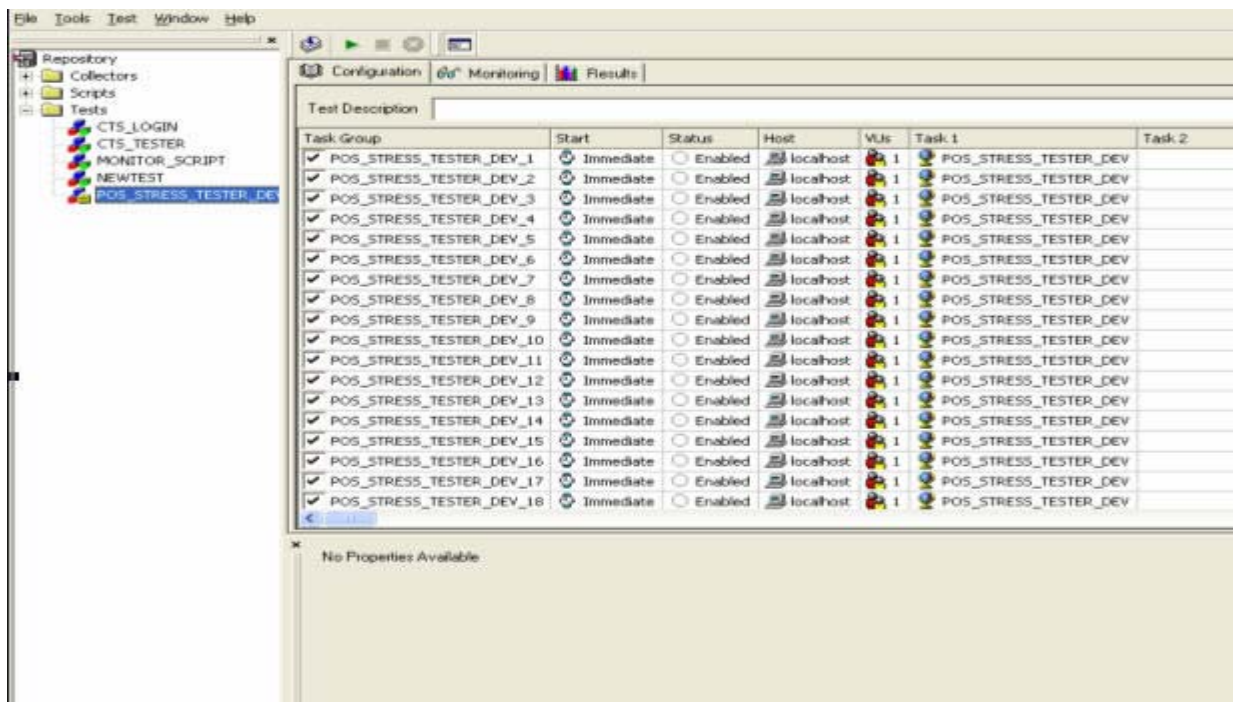 File Tools Test Window Help
Repository
Collectors
Scripts
Tests
CTS_LOGIN
CTS_TESTER
MONITOR_SCRIPT
NEWTEST
POS_STRESS_TESTER_DEV
Configuration Monitoring Results
Test Description
Task Group Start Status Host VUs Task 1 Task 2
POS_STRESS_TESTER_DEV_1 Immediate Enabled localhost 1 POS_STRESS_TESTER_DEV
POS_STRESS_TESTER_DEV_2 Immediate Enabled localhost 1 POS_STRESS_TESTER_DEV
POS_STRESS_TESTER_DEV_3 Immediate Enabled localhost 1 POS_STRESS_TESTER_DEV
POS_STRESS_TESTER_DEV_4 Immediate Enabled localhost 1 POS_STRESS_TESTER_DEV
POS_STRESS_TESTER_DEV_5 Immediate Enabled localhost 1 POS_STRESS_TESTER_DEV
POS_STRESS_TESTER_DEV_6 Immediate Enabled localhost 1 POS_STRESS_TESTER_DEV
POS_STRESS_TESTER_DEV_7 Immediate Enabled localhost 1 POS_STRESS_TESTER_DEV
POS_STRESS_TESTER_DEV_8 Immediate Enabled localhost 1 POS_STRESS_TESTER_DEV
POS_STRESS_TESTER_DEV_9 Immediate Enabled localhost 1 POS_STRESS_TESTER_DEV
POS_STRESS_TESTER_DEV_10 Immediate Enabled localhost 1 POS_STRESS_TESTER_DEV
POS_STRESS_TESTER_DEV_11 Immediate Enabled localhost 1 POS_STRESS_TESTER_DEV
POS_STRESS_TESTER_DEV_12 Immediate Enabled localhost 1 POS_STRESS_TESTER_DEV
POS_STRESS_TESTER_DEV_13 Immediate Enabled localhost 1 POS_STRESS_TESTER_DEV
POS_STRESS_TESTER_DEV_14 Immediate Enabled localhost 1 POS_STRESS_TESTER_DEV
POS_STRESS_TESTER_DEV_15 Immediate Enabled localhost 1 POS_STRESS_TESTER_DEV
POS_STRESS_TESTER_DEV_16 Immediate Enabled localhost 1 POS_STRESS_TESTER_DEV
POS_STRESS_TESTER_DEV_17 Immediate Enabled localhost 1 POS_STRESS_TESTER_DEV
POS_STRESS_TESTER_DEV_18 Immediate Enabled localhost 1 POS_STRESS_TESTER_DEV
No Properties Available